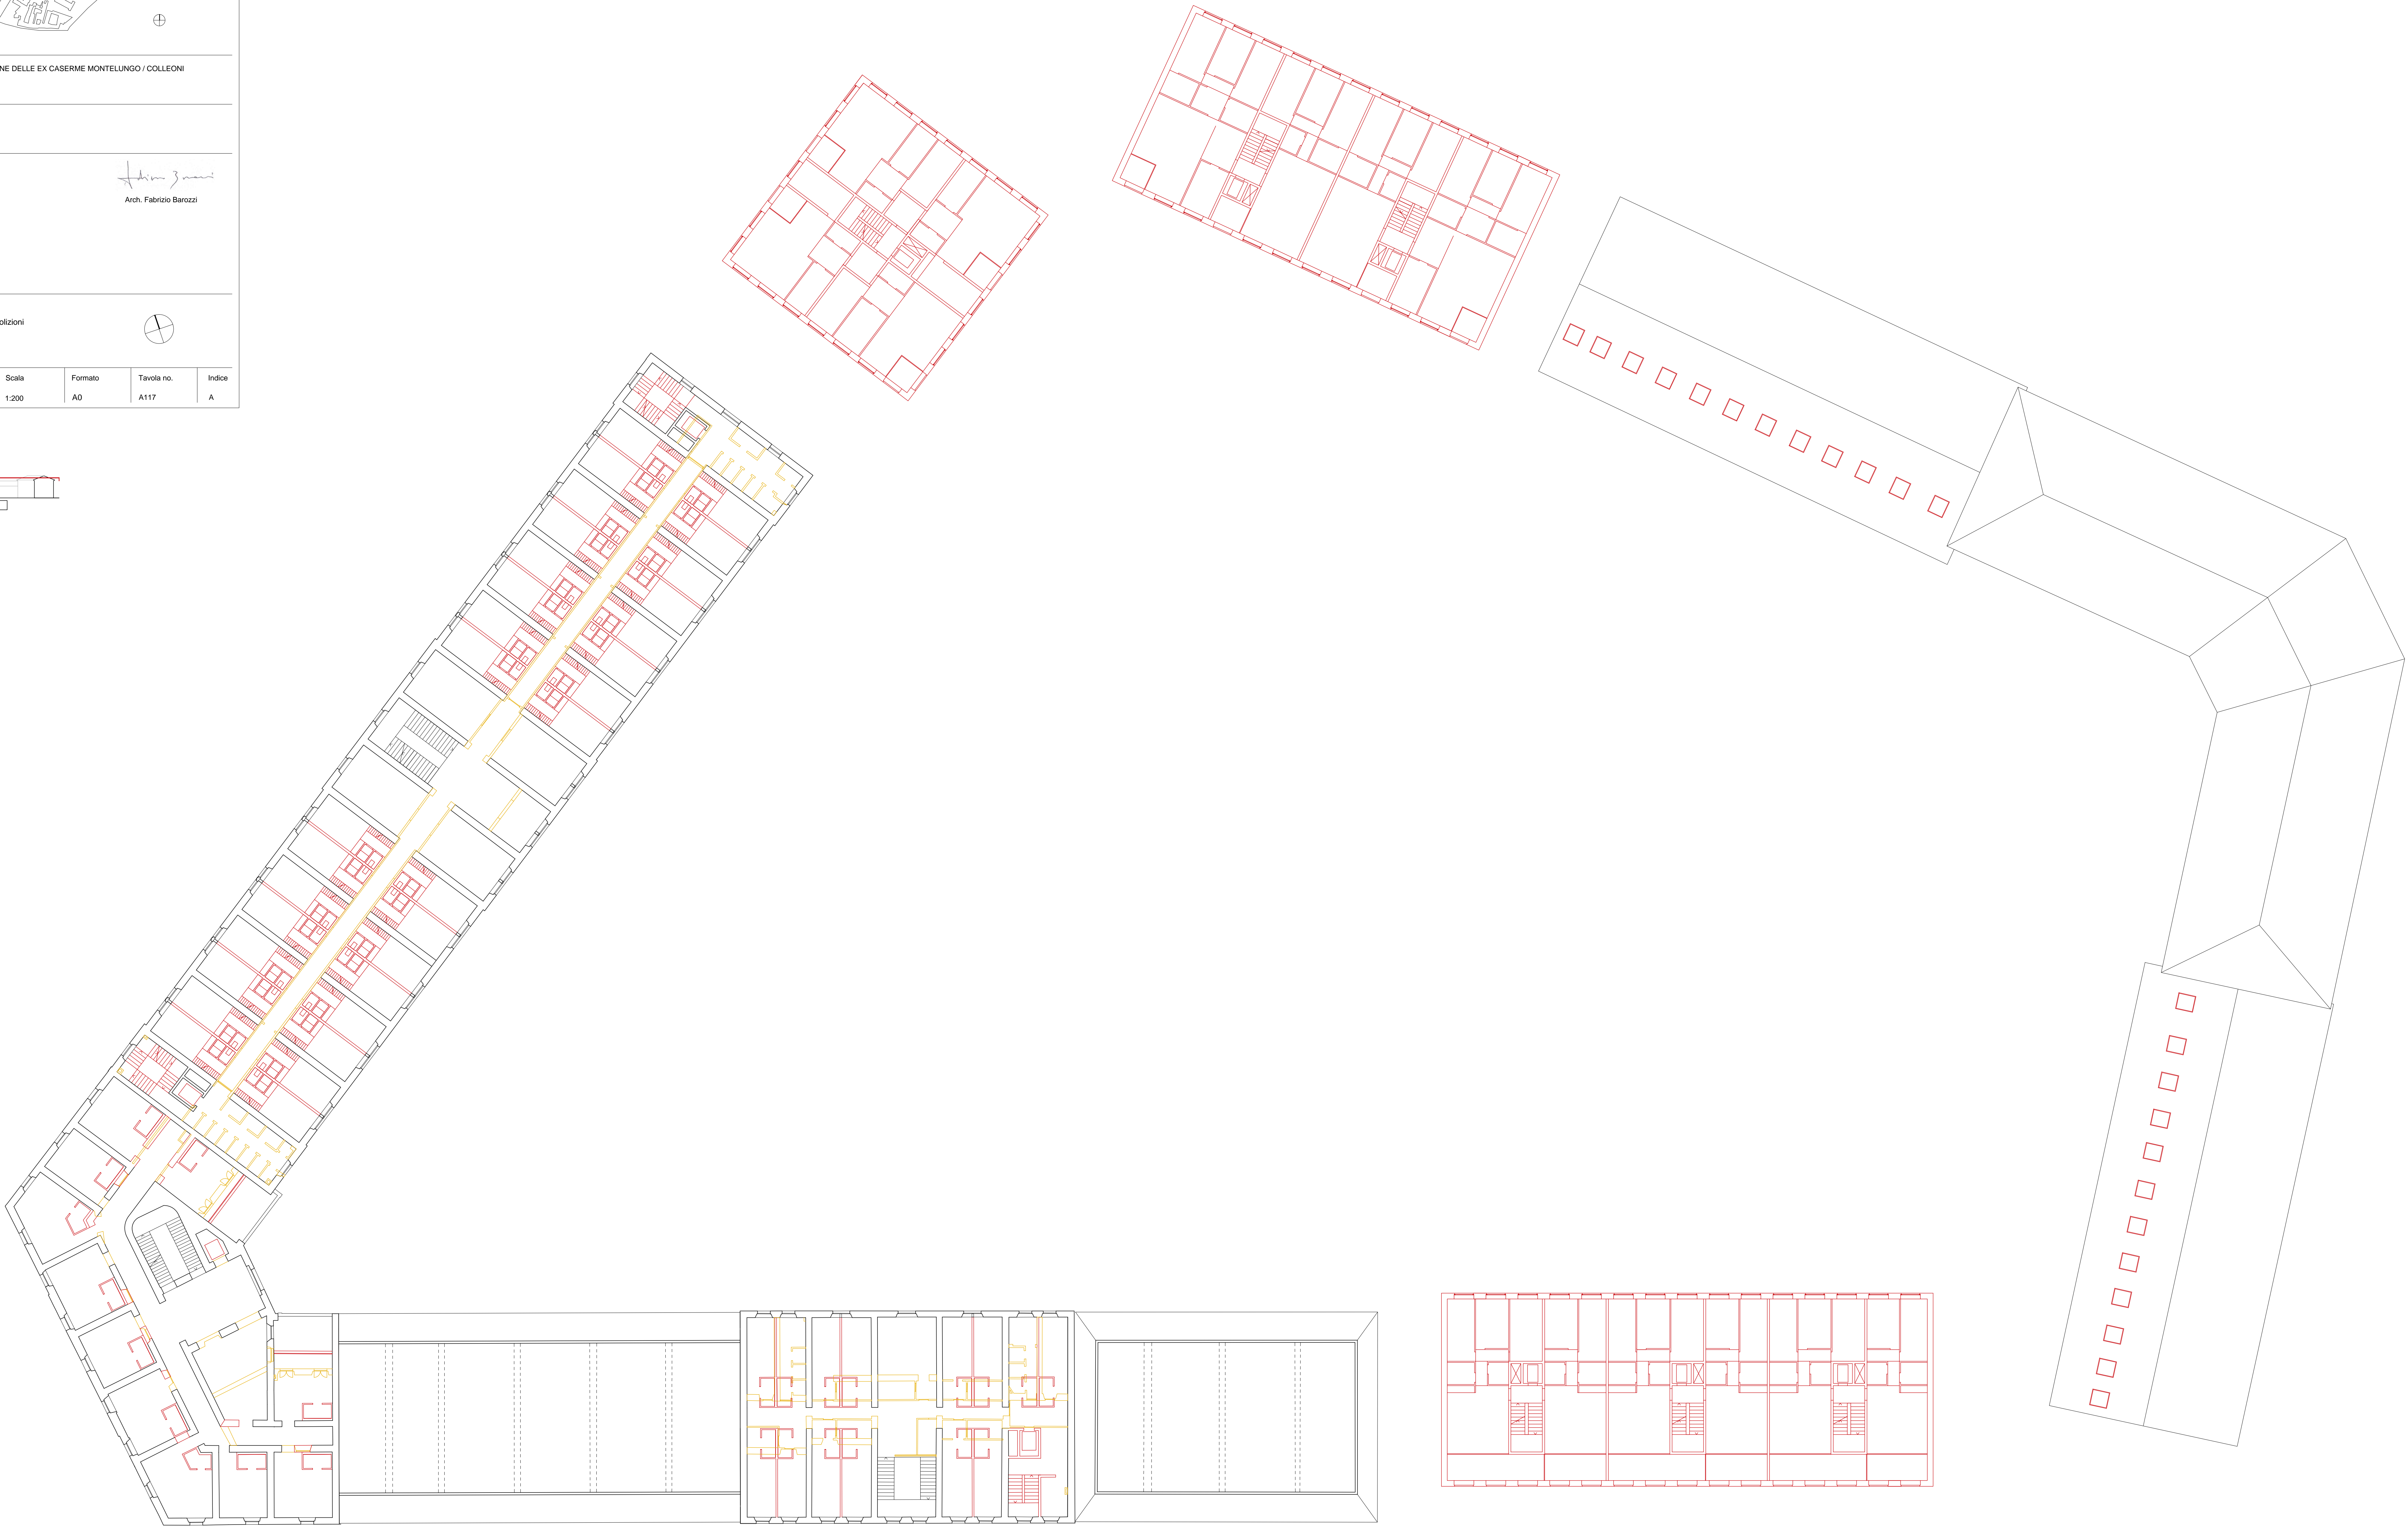 NE DELLE EX CASERME MONTELUNGO / COLLEONI
Arch. Fabrizio Barozzi
olizioni
Scala Formato Tavola no. Indice
1:200 A0 A117 A